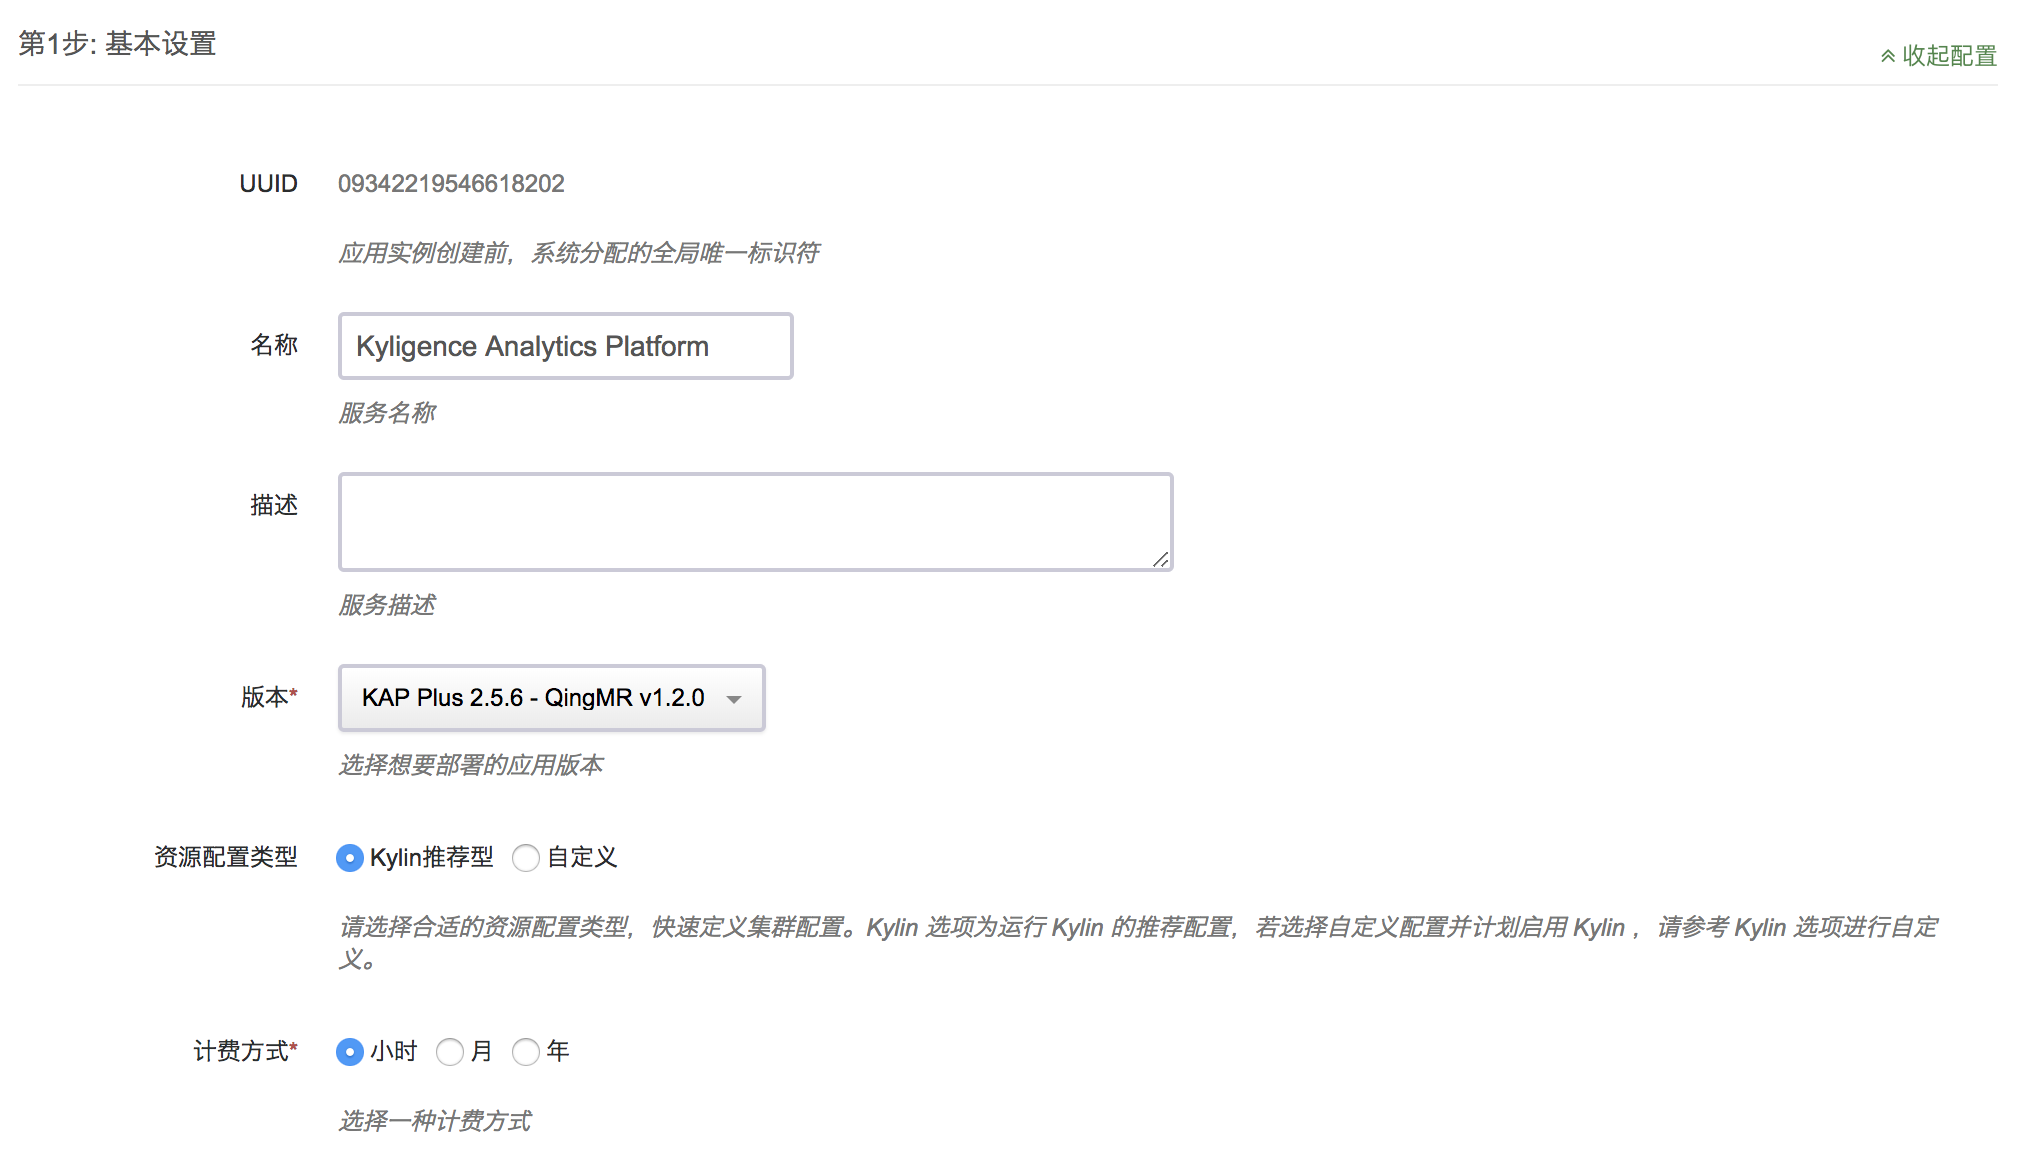 第1步: 基本设置
收起配置
UUID 09342219546618202
应用实例创建前，系统分配的全局唯一标识符
名称 Kyligence Analytics Platform
服务名称
描述
服务描述
版本* KAP Plus 2.5.6 - QingMR v1.2.0
选择想要部署的应用版本
资源配置类型 Kylin推荐型 自定义
请选择合适的资源配置类型，快速定义集群配置。Kylin 选项为运行 Kylin 的推荐配置，若选择自定义配置并计划启用 Kylin ，请参考 Kylin 选项进行自定
义。
计费方式* 小时 月 年
选择一种计费方式